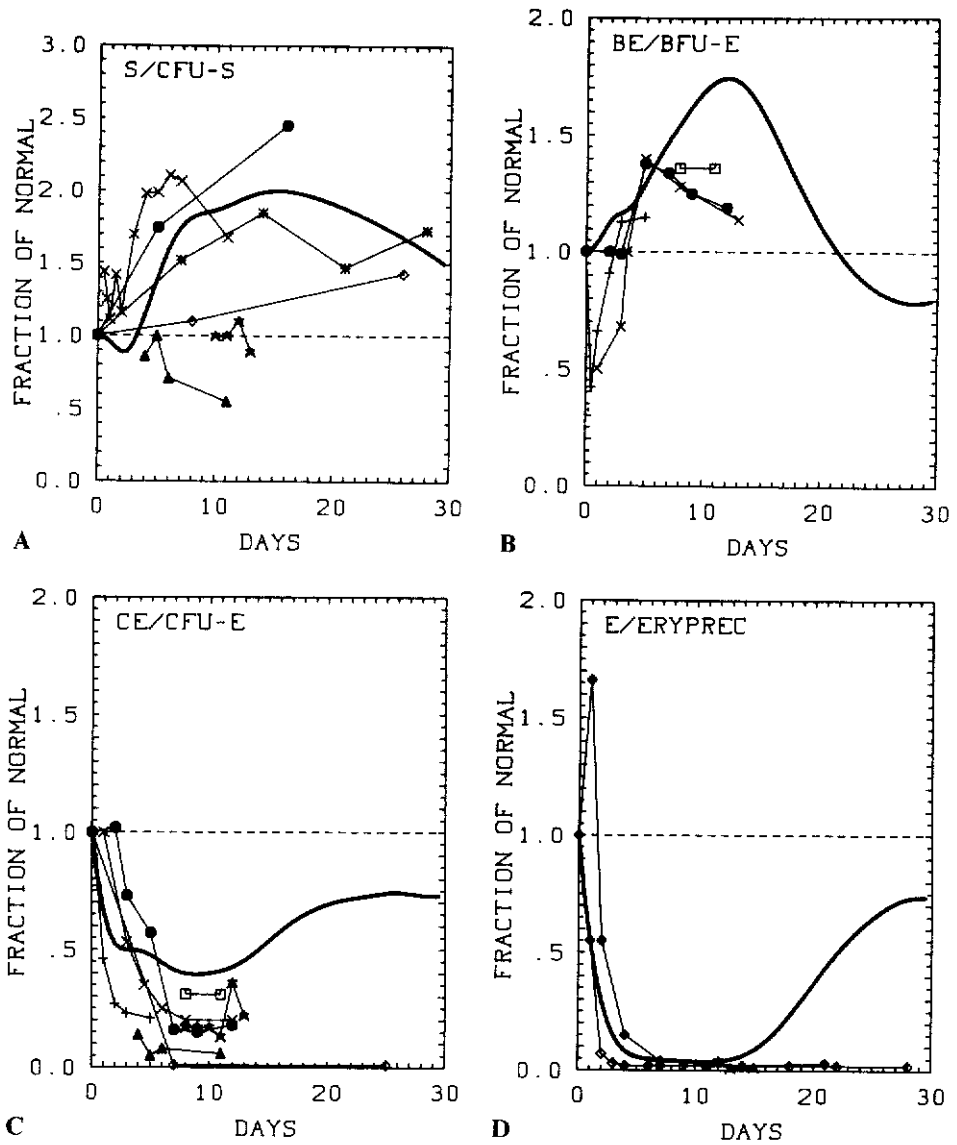 S/CFU-S
FRACTION OF NORMAL
3.0
2.5
2.0
1.5
1.0
.5
0.0
0
10
20
30
DAYS
A
BE/BFU-E
FRACTION OF NORMAL
2.0
1.5
1.0
.5
0.0
0
10
20
30
DAYS
B
CE/CFU-E
FRACTION OF NORMAL
2.0
1.5
1.0
.5
0.0
0
10
20
30
DAYS
C
E/ERYPREC
FRACTION OF NORMAL
2.0
1.5
1.0
.5
0.0
0
10
20
30
DAYS
D